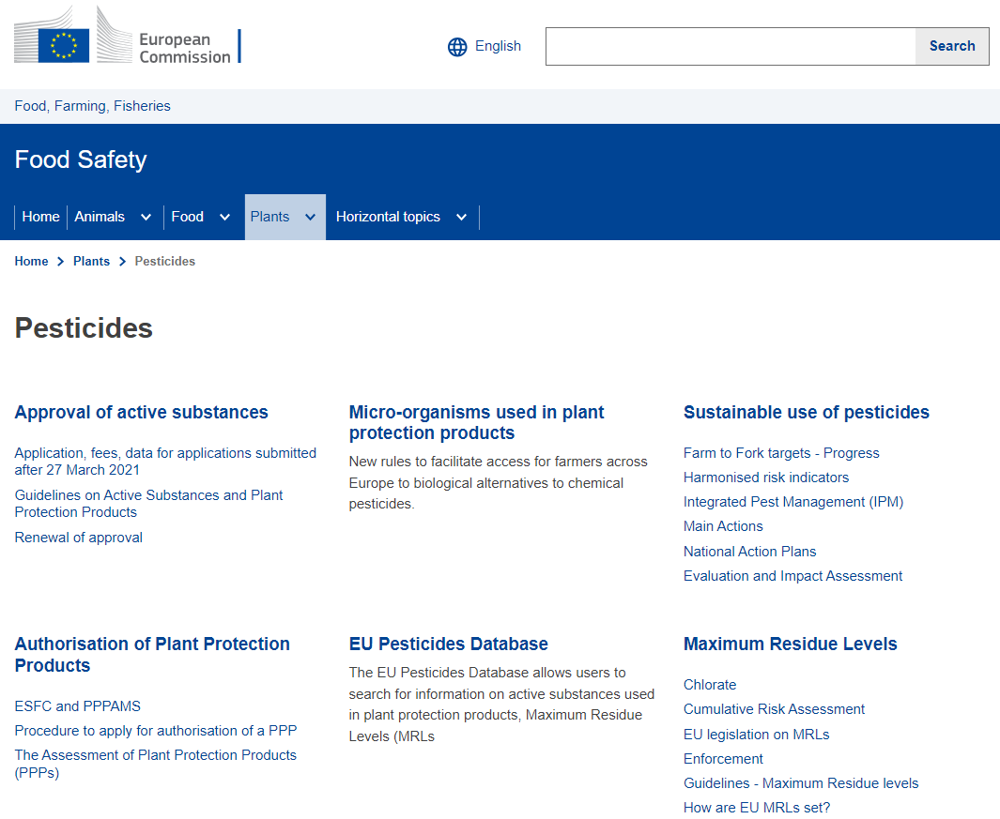 European
Commission
English
Search
Food, Farming, Fisheries
Food Safety
Home
Animals
Food
Plants
Horizontal topics
Home > Plants > Pesticides
Pesticides
Approval of active substances
Application, fees, data for applications submitted
after 27 March 2021
Guidelines on Active Substances and Plant
Protection Products
Renewal of approval
Micro-organisms used in plant
protection products
New rules to facilitate access for farmers across
Europe to biological alternatives to chemical
pesticides.
Sustainable use of pesticides
Farm to Fork targets - Progress
Harmonised risk indicators
Integrated Pest Management (IPM)
Main Actions
National Action Plans
Evaluation and Impact Assessment
Authorisation of Plant Protection
Products
ESFC and PPPAMS
Procedure to apply for authorisation of a PPP
The Assessment of Plant Protection Products
(PPPs)
EU Pesticides Database
The EU Pesticides Database allows users to
search for information on active substances used
in plant protection products, Maximum Residue
Levels (MRLs
Maximum Residue Levels
Chlorate
Cumulative Risk Assessment
EU legislation on MRLs
Enforcement
Guidelines - Maximum Residue levels
How are EU MRLs set?